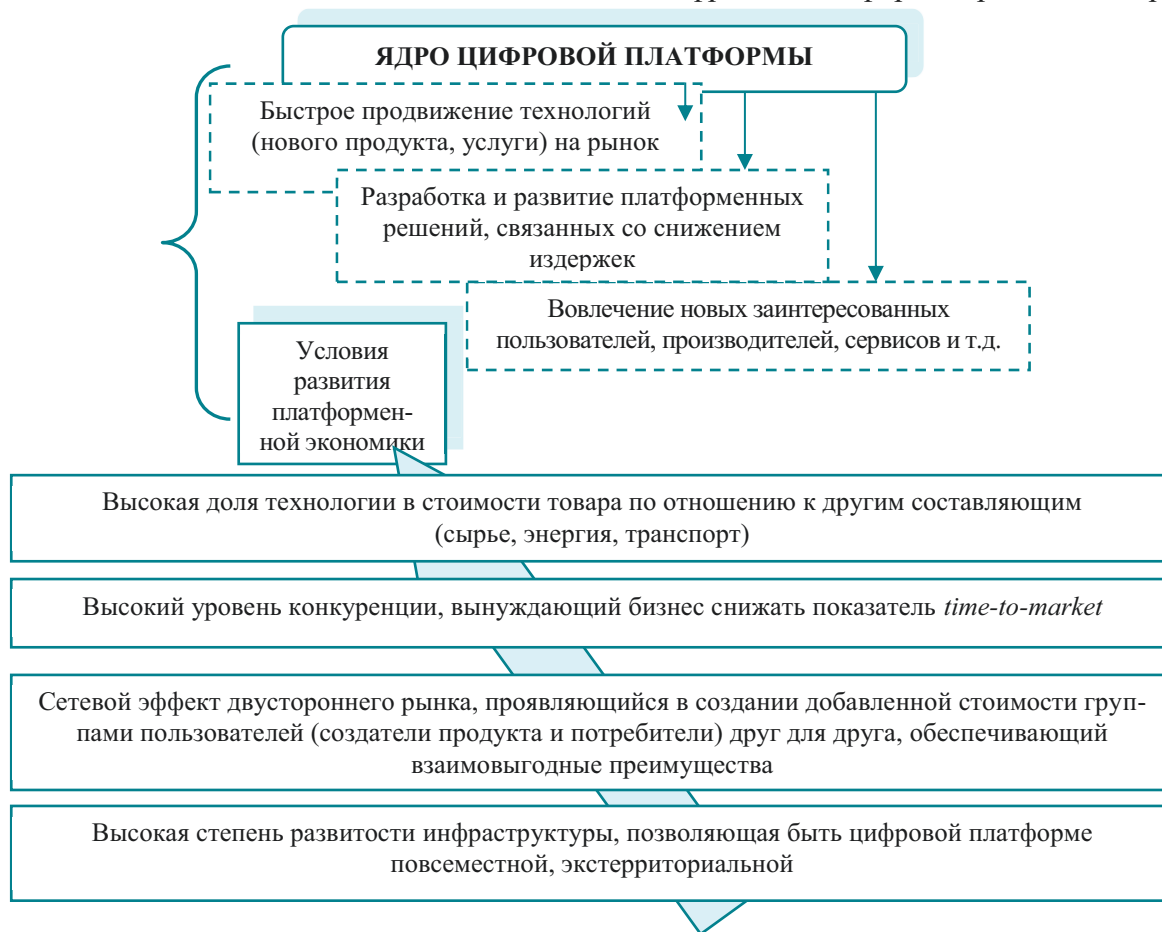 ЯДРО ЦИФРОВОЙ ПЛАТФОРМЫ
Быстрое продвижение технологий
(нового продукта, услуги) на рынок
Разработка и развитие платформенных
решений, связанных со снижением
издержек
Вовлечение новых заинтересованных
пользователей, производителей, сервисов и т.д.
Условия
развития
платформен-
ной экономики
Высокая доля технологии в стоимости товара по отношению к другим составляющим
(сырье, энергия, транспорт)
Высокий уровень конкуренции, вынуждающий бизнес снижать показатель time-to-market
Сетевой эффект двустороннего рынка, проявляющийся в создании добавленной стоимости груп-
пами пользователей (создатели продукта и потребители) друг для друга, обеспечивающий
взаимовыгодные преимущества
Высокая степень развитости инфраструктуры, позволяющая быть цифровой платформе
повсеместной, экстерриториальной